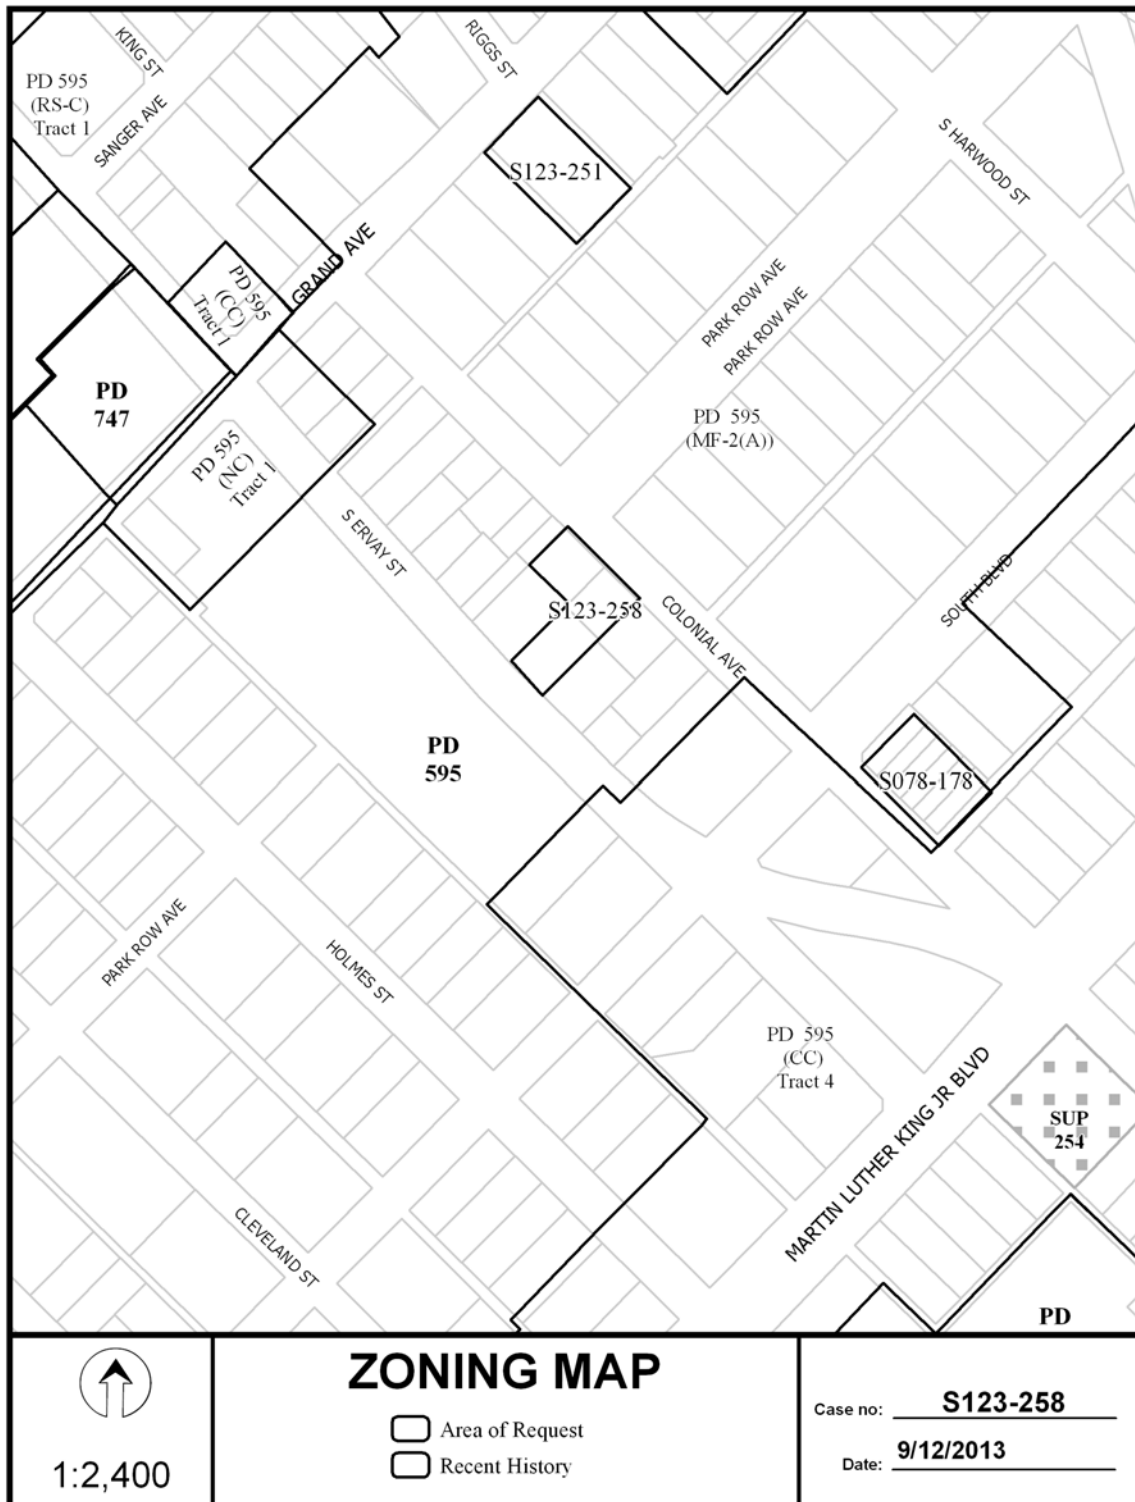 KING ST
RIGGS ST
PD 595
(RS-C)
Tract 1
SANGER AVE
S HARWOOD ST
S123-251
GRAND AVE
PD 595
(CC)
Tract 1
PARK ROW AVE
PARK ROW AVE
PD
747
PD 595
(MF-2(A))
PD 595
(NC)
Tract 1
S ERVAY ST
SOUTH BLVD
S123-258
COLONIAL AVE
PD
595
S078-178
PARK ROW AVE
HOLMES ST
PD 595
(CC)
Tract 4
MARTIN LUTHER KING JR BLVD
SUP
254
CLEVELAND ST
PD
1:2,400
ZONING MAP
Area of Request
Recent History
Case no: S123-258
Date: 9/12/2013